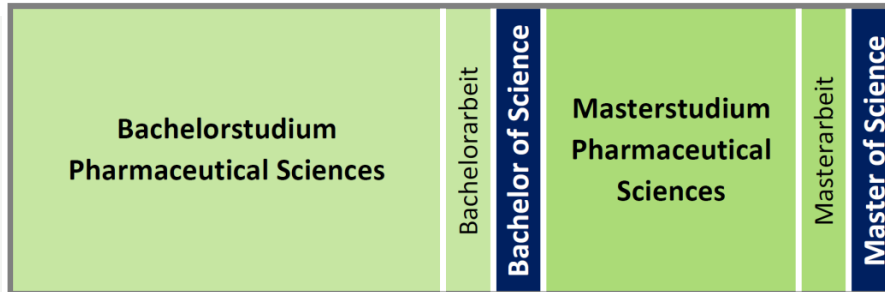 Bachelorstudium
Pharmaceutical Sciences
Bachelorarbeit
Bachelor of Science
Masterstudium
Pharmaceutical
Sciences
Masterarbeit
Master of Science